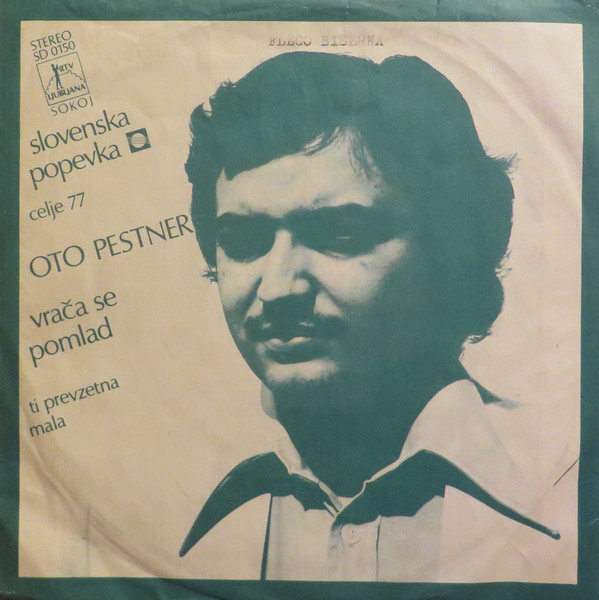 FLEGO BISERKA
STEREO
SD 0150
RTV
LJUBLJANA
SOKOJ
slovenska
popevka
celje 77
OTO PESTNER
vrača se
pomlad
ti prevzetna
mala